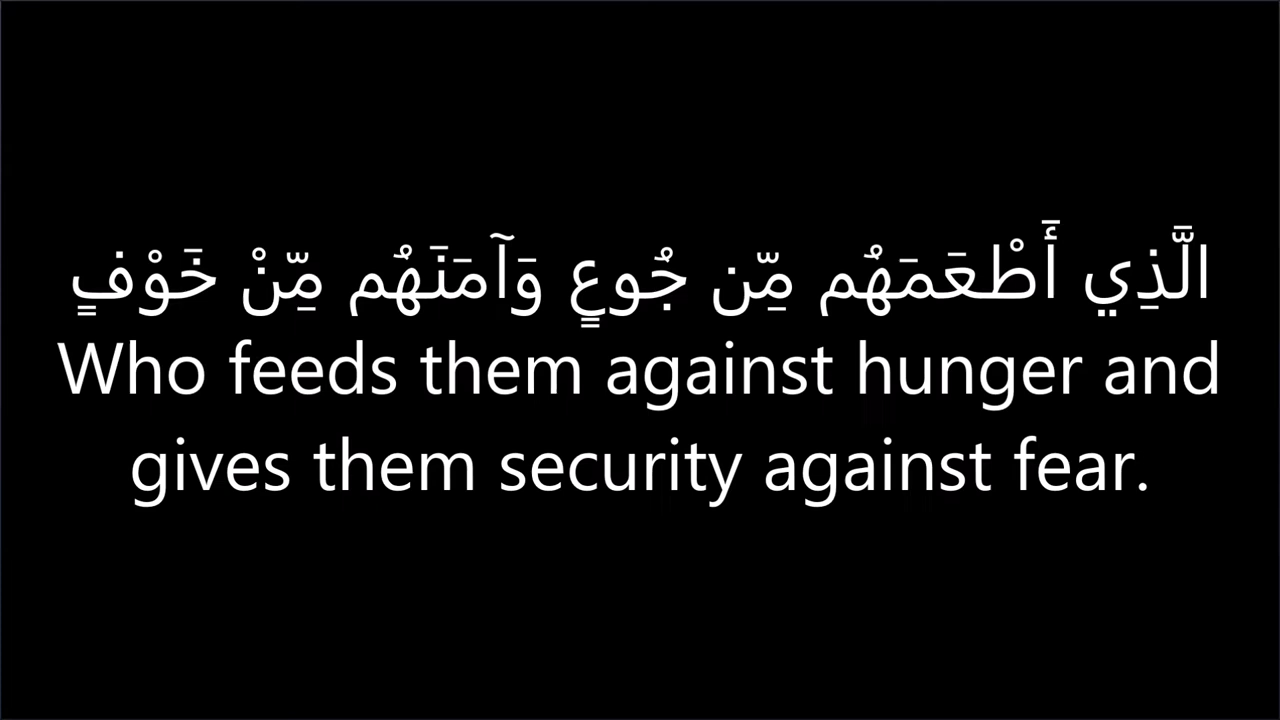 الَّذِي أَطْعَمَهُم مِّن جُوعٍ وَآمَنَهُم مِّنْ خَوْفٍ
Who feeds them against hunger and
gives them security against fear.